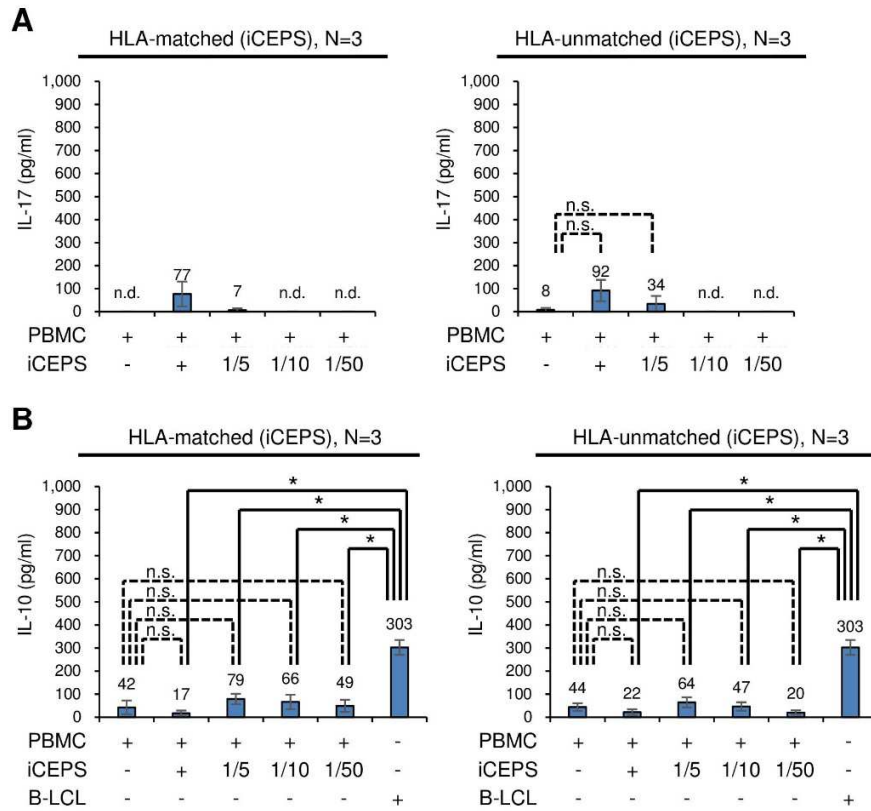 A
HLA-matched (iCEPS), N=3
HLA-unmatched (iCEPS), N=3
IL-17 (pg/ml)
1,000
900
800
700
600
500
400
300
200
100
0
n.d.
77
7
n.d.
n.d.
PBMC + + + + +
iCEPS - + 1/5 1/10 1/50
IL-17 (pg/ml)
1,000
900
800
700
600
500
400
300
200
100
0
n.s.
n.s.
8
92
34
n.d.
n.d.
PBMC + + + + +
iCEPS - + 1/5 1/10 1/50
B
HLA-matched (iCEPS), N=3
HLA-unmatched (iCEPS), N=3
IL-10 (pg/ml)
1,000
900
800
700
600
500
400
300
200
100
0
*
*
*
*
n.s.
n.s.
n.s.
n.s.
42
17
79
66
49
303
PBMC + + + + + -
iCEPS - + 1/5 1/10 1/50 -
B-LCL - - - - - +
IL-10 (pg/ml)
1,000
900
800
700
600
500
400
300
200
100
0
*
*
*
*
n.s.
n.s.
n.s.
n.s.
44
22
64
47
20
303
PBMC + + + + + -
iCEPS - + 1/5 1/10 1/50 -
B-LCL - - - - - +